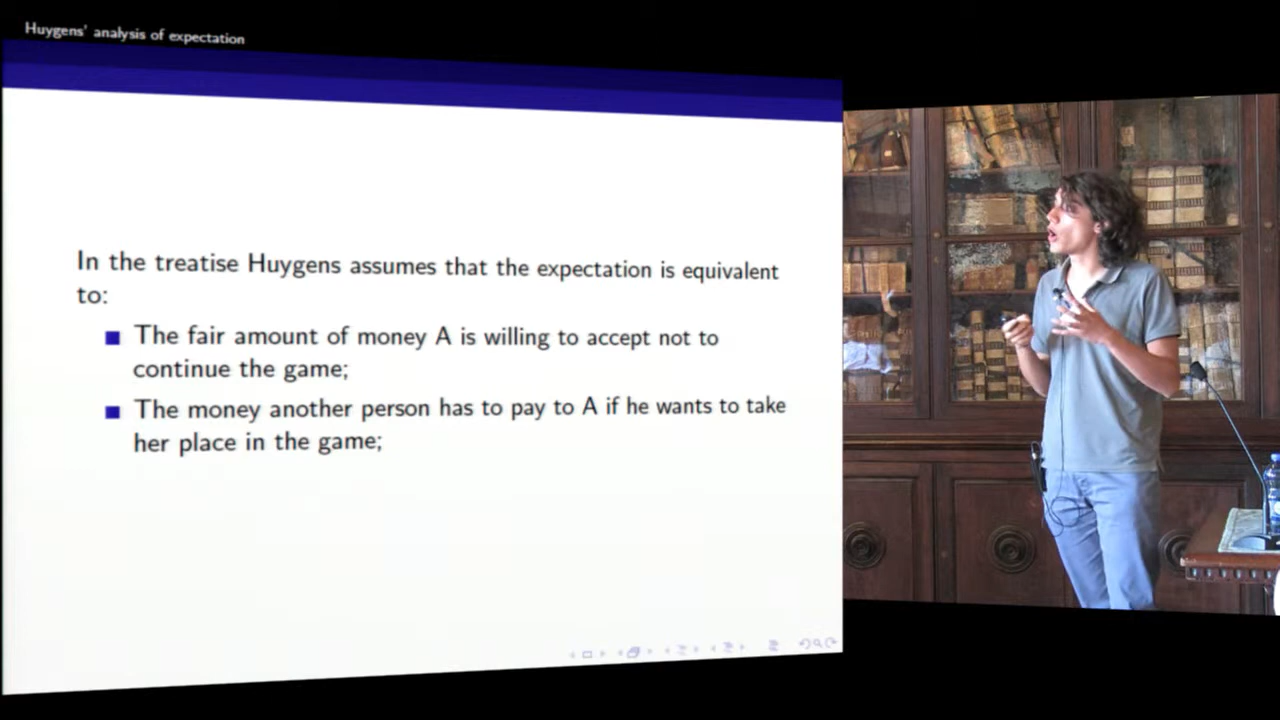 Huygens' analysis of expectation
In the treatise Huygens assumes that the expectation is equivalent
to:
The fair amount of money A is willing to accept not to
continue the game;
The money another person has to pay to A if he wants to take
her place in the game;